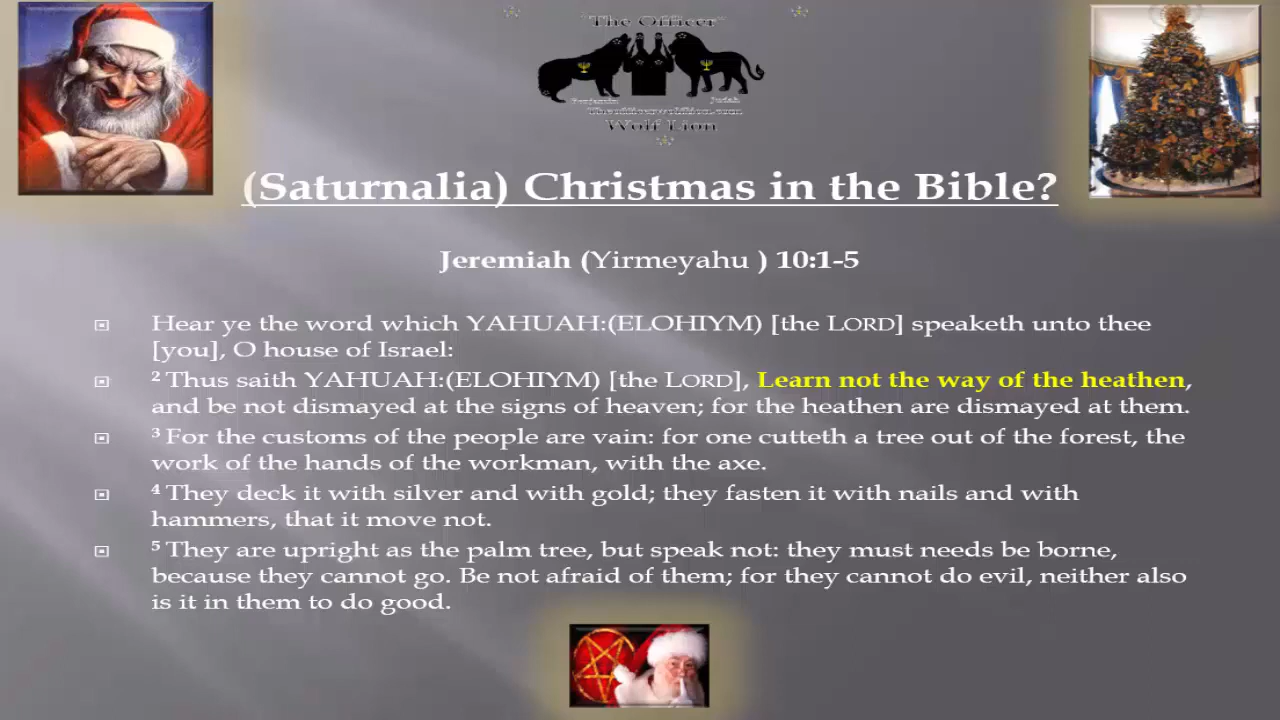 "The Officer"
Benjamin Judah
Theofficerwolflion.com
Wolf Lion
(Saturnalia) Christmas in the Bible?
Jeremiah (Yirmeyahu ) 10:1-5
Hear ye the word which YAHUAH:(ELOHIYM) [the LORD] speaketh unto thee
[you], O house of Israel:
2 Thus saith YAHUAH:(ELOHIYM) [the LORD], Learn not the way of the heathen,
and be not dismayed at the signs of heaven; for the heathen are dismayed at them.
3 For the customs of the people are vain: for one cutteth a tree out of the forest, the
work of the hands of the workman, with the axe.
4 They deck it with silver and with gold; they fasten it with nails and with
hammers, that it move not.
5 They are upright as the palm tree, but speak not: they must needs be borne,
because they cannot go. Be not afraid of them; for they cannot do evil, neither also
is it in them to do good.